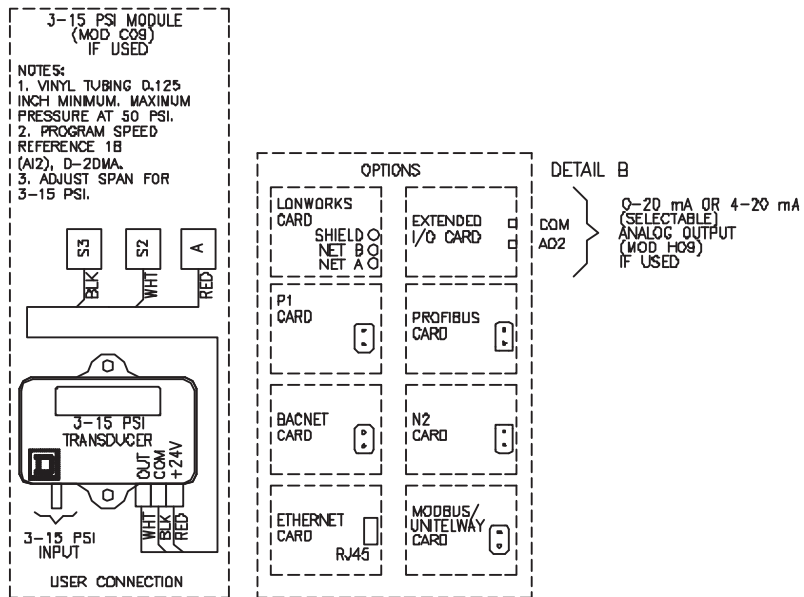 3-15 PSI MODULE
(MOD C09)
IF USED
NOTES:
1. VINYL TUBING 0.125
INCH MINIMUM. MAXIMUM
PRESSURE AT 50 PSI.
2. PROGRAM SPEED
REFERENCE 1B
(AI2), 0-20MA.
3. ADJUST SPAN FOR
3-15 PSI.
S3
S2
A
BLK
WHT
RED
3-15 PSI
TRANSDUCER
OUT
COM
+24V
WHT
BLK
RED
3-15 PSI
INPUT
USER CONNECTION
OPTIONS
LONWORKS
CARD
SHIELD
NET B
NET A
EXTENDED
I/O CARD
P1
CARD
PROFIBUS
CARD
BACNET
CARD
N2
CARD
ETHERNET
CARD
RJ45
MODBUS/
UNITELWAY
CARD
DETAIL B
COM
AO2
0-20 mA OR 4-20 mA
(SELECTABLE)
ANALOG OUTPUT
(MOD H09)
IF USED